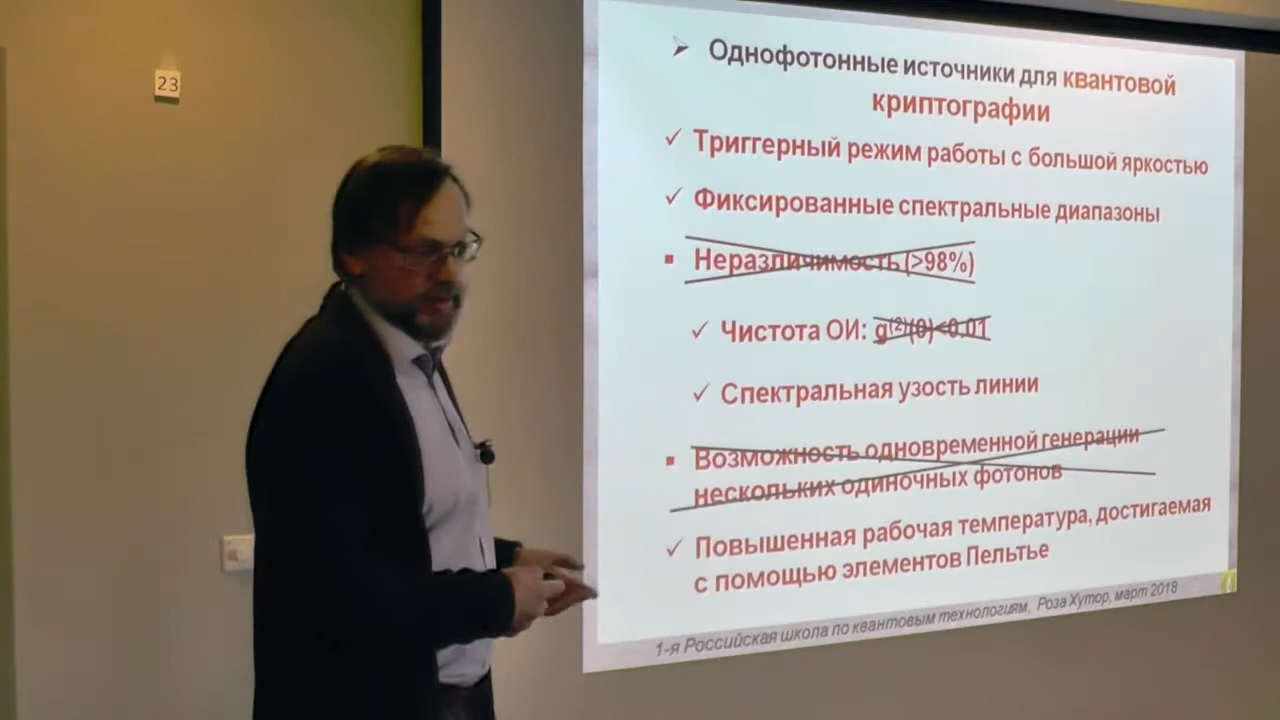 23
➢ Однофотонные источники для квантовой
криптографии
✓ Триггерный режим работы с большой яркостью
✓ Фиксированные спектральные диапазоны
▪ Неразличимость (>98%)
✓ Чистота ОИ: g⁽²⁾(0)<0.01
✓ Спектральная узость линии
▪ Возможность одновременной генерации
нескольких одиночных фотонов
✓ Повышенная рабочая температура, достигаемая
с помощью элементов Пельтье
1-я Российская школа по квантовым технологиям, Роза Хутор, март 2018